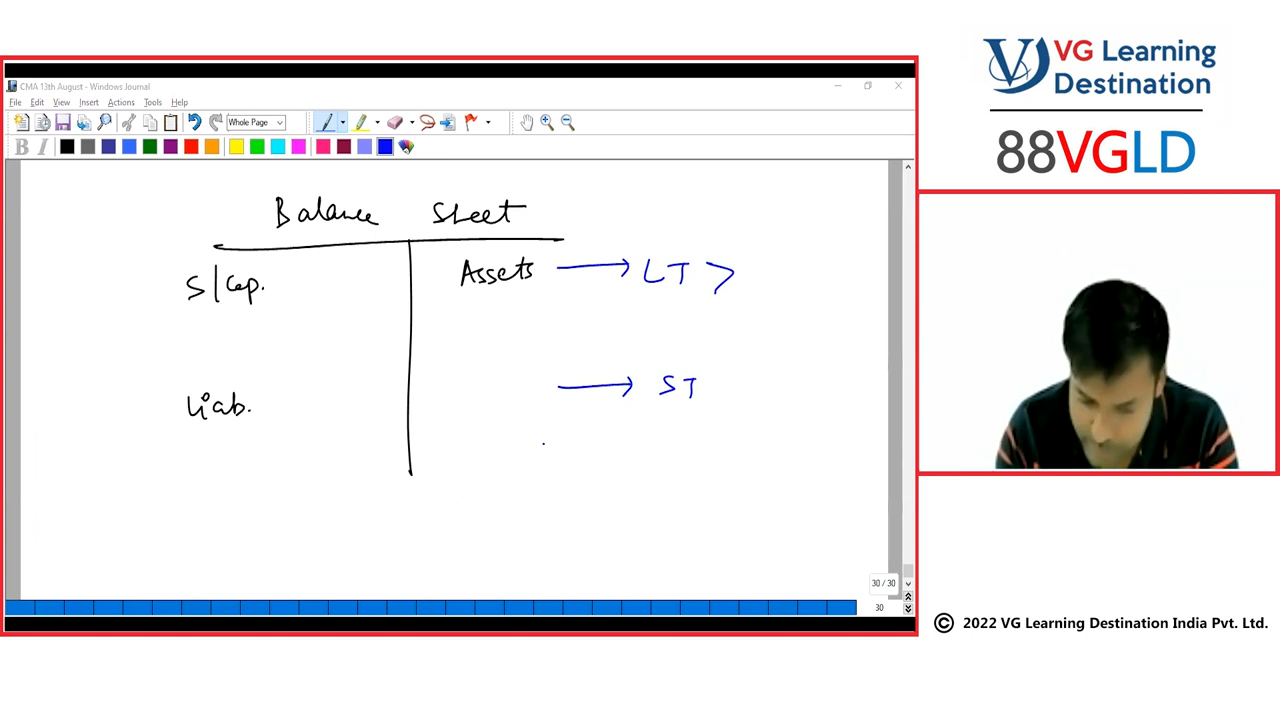 CMA 13th August - Windows Journal
File Edit View Insert Actions Tools Help
Whole Page
B I
Balance Sheet
S/Cap. Assets → LT >
→ ST
Liab.
30 / 30
30
VG Learning
Destination
88VGLD
© 2022 VG Learning Destination India Pvt. Ltd.